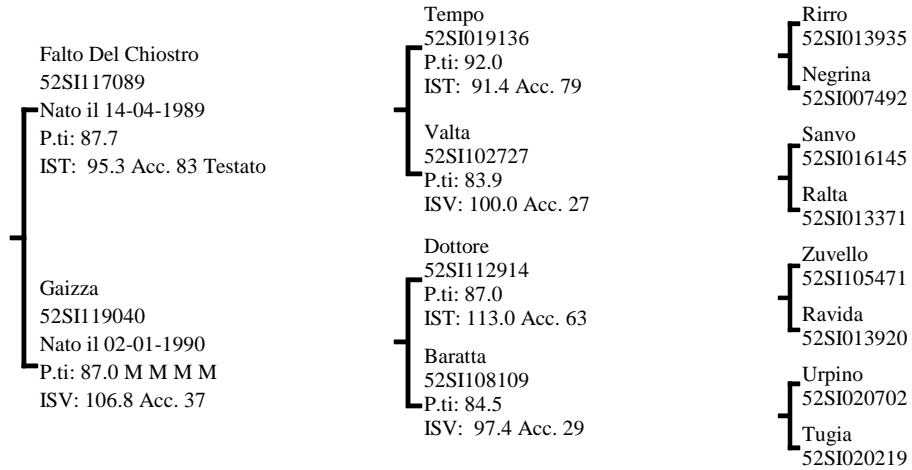 Falto Del Chiostro
52SI117089
Nato il 14-04-1989
P.ti: 87.7
IST: 95.3 Acc. 83 Testato
Gaizza
52SI119040
Nato il 02-01-1990
P.ti: 87.0 M M M M
ISV: 106.8 Acc. 37
Tempo
52SI019136
P.ti: 92.0
IST: 91.4 Acc. 79
Valta
52SI102727
P.ti: 83.9
ISV: 100.0 Acc. 27
Dottore
52SI112914
P.ti: 87.0
IST: 113.0 Acc. 63
Baratta
52SI108109
P.ti: 84.5
ISV: 97.4 Acc. 29
Rirro
52SI013935
Negrina
52SI007492
Sanvo
52SI016145
Ralta
52SI013371
Zuvello
52SI105471
Ravida
52SI013920
Urpino
52SI020702
Tugia
52SI020219